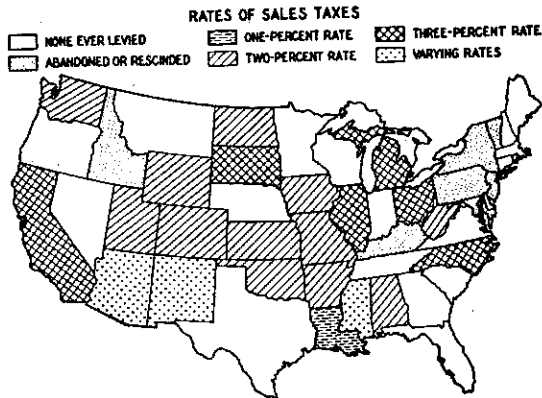 RATES OF SALES TAXES
NONE EVER LEVIED
ONE-PERCENT RATE
THREE-PERCENT RATE
ABANDONED OR RESCINDED
TWO-PERCENT RATE
VARYING RATES